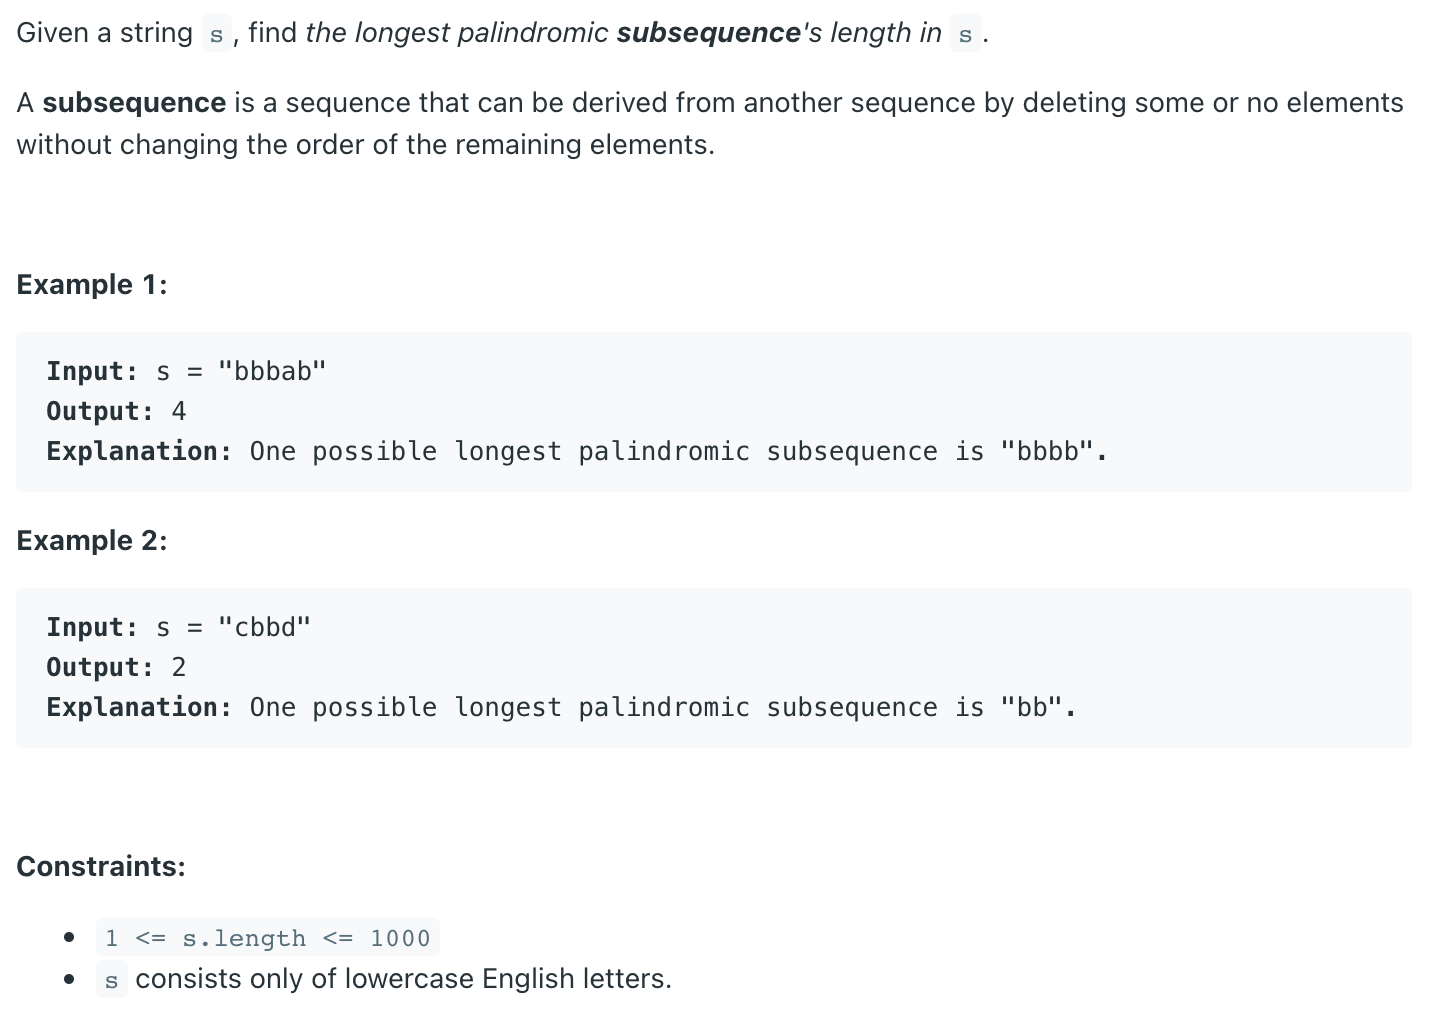 Given a string s, find the longest palindromic subsequence's length in s.
A subsequence is a sequence that can be derived from another sequence by deleting some or no elements
without changing the order of the remaining elements.
Example 1:
Input: s = "bbbab"
Output: 4
Explanation: One possible longest palindromic subsequence is "bbbb".
Example 2:
Input: s = "cbbd"
Output: 2
Explanation: One possible longest palindromic subsequence is "bb".
Constraints:
• 1 <= s.length <= 1000
• s consists only of lowercase English letters.